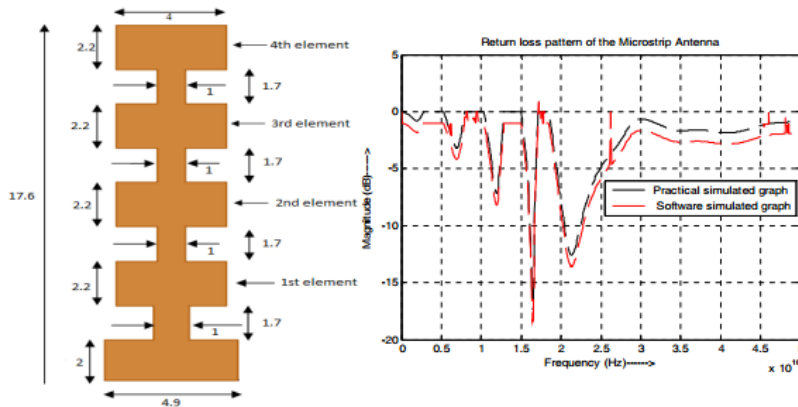 4
2.2
4th element
1
1.7
2.2
3rd element
1
1.7
17.6
2.2
2nd element
1
1.7
2.2
1st element
1
1.7
2
4.9
Return loss pattern of the Microstrip Antenna
5
0
-5
-10
-15
-20
Magnitude (dB)----->
Practical simulated graph
Software simulated graph
0 0.5 1 1.5 2 2.5 3 3.5 4 4.5
x 10
Frequency (Hz)------>